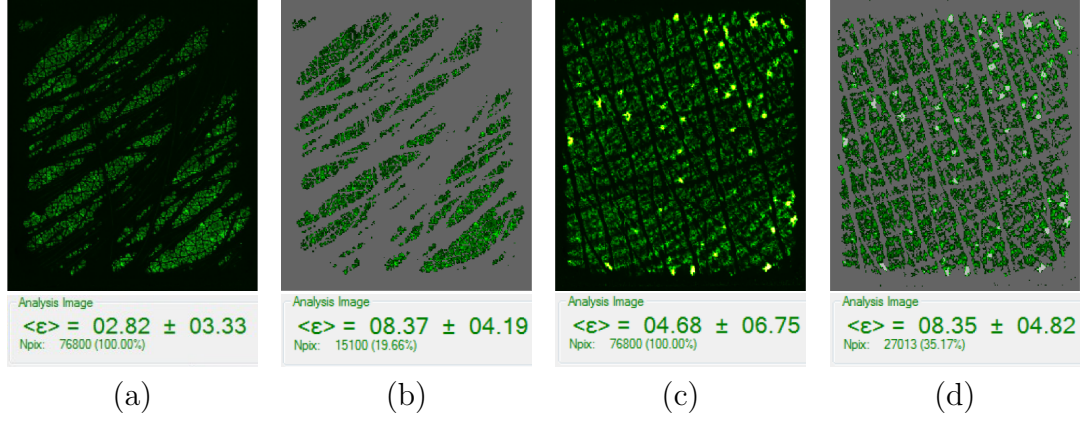 Analysis Image
<ε> = 02.82 ± 03.33
Npix: 76800 (100.00%)
(a)
Analysis Image
<ε> = 08.37 ± 04.19
Npix: 15100 (19.66%)
(b)
Analysis Image
<ε> = 04.68 ± 06.75
Npix: 76800 (100.00%)
(c)
Analysis Image
<ε> = 08.35 ± 04.82
Npix: 27013 (35.17%)
(d)